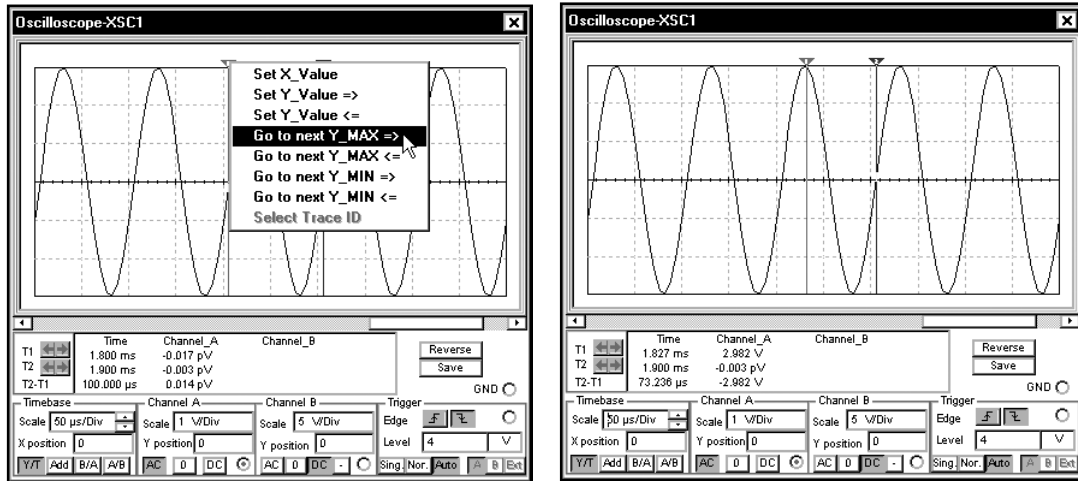 Oscilloscope-XSC1
1
Set X_Value
Set Y_Value =>
Set Y_Value <=
Go to next Y_MAX =>
Go to next Y_MAX <=
Go to next Y_MIN =>
Go to next Y_MIN <=
Select Trace ID
Time Channel_A Channel_B
T1 1.800 ms -0.017 pV
T2 1.900 ms -0.003 pV
T2-T1 100.000 µs 0.014 pV
Reverse
Save
GND
Timebase Channel A Channel B Trigger
Scale 50 µs/Div Scale 1 V/Div Scale 5 V/Div Edge
X position 0 Y position 0 Y position 0 Level 4 V
Y/T Add B/A A/B AC 0 DC AC 0 DC - Sing. Nor. Auto A B Ext
Oscilloscope-XSC1
1
Time Channel_A Channel_B
T1 1.827 ms 2.982 V
T2 1.900 ms -0.003 pV
T2-T1 73.236 µs -2.982 V
Reverse
Save
GND
Timebase Channel A Channel B Trigger
Scale 50 µs/Div Scale 1 V/Div Scale 5 V/Div Edge
X position 0 Y position 0 Y position 0 Level 4 V
Y/T Add B/A A/B AC 0 DC AC 0 DC - Sing. Nor. Auto A B Ext